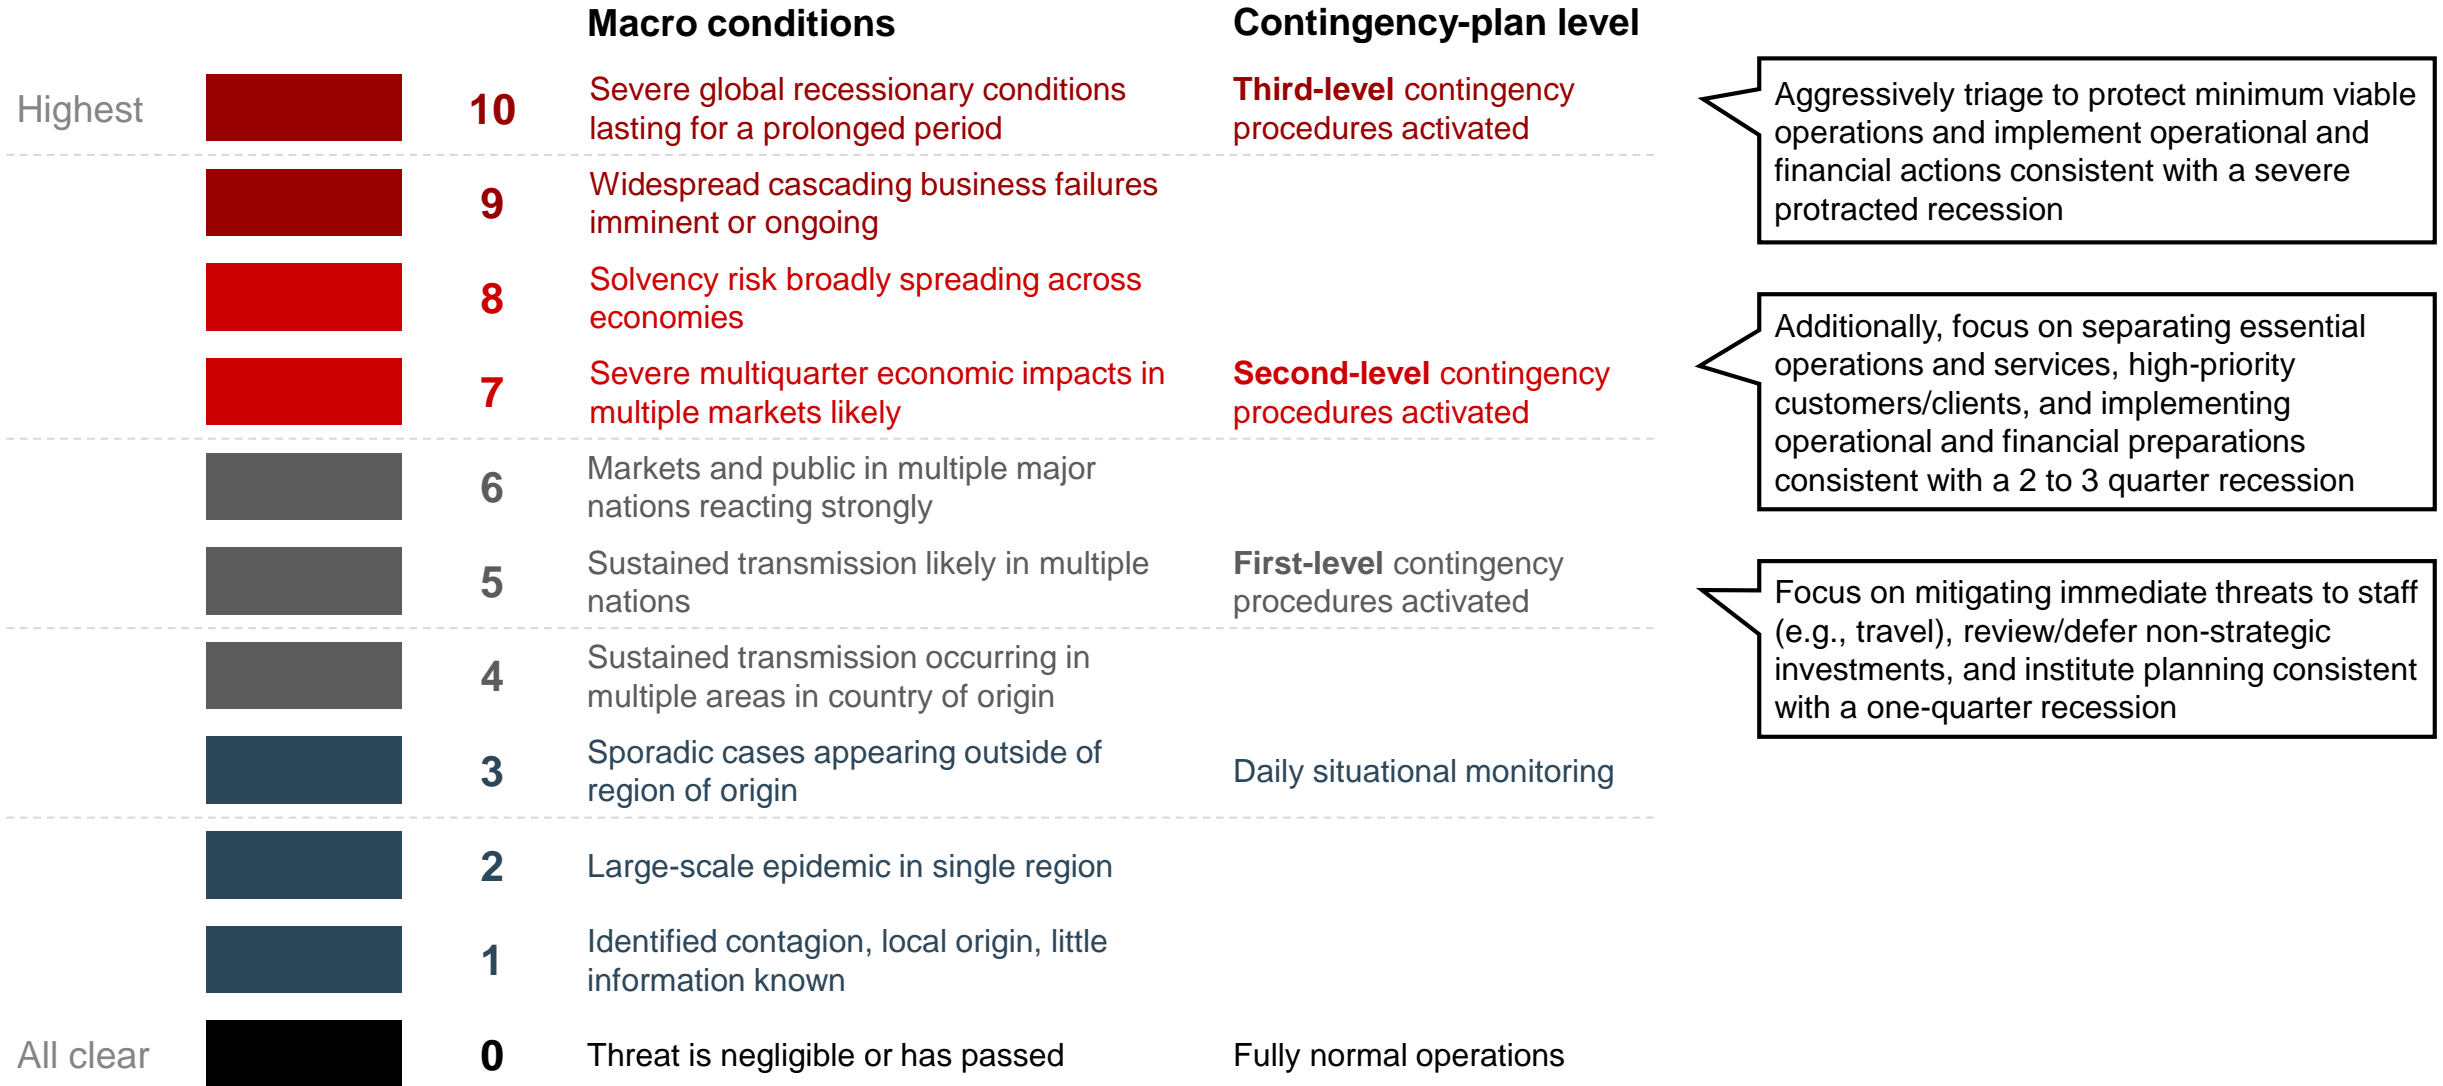 Macro conditions
Contingency-plan level
Highest
10
Severe global recessionary conditions
lasting for a prolonged period
Third-level contingency
procedures activated
Aggressively triage to protect minimum viable
operations and implement operational and
financial actions consistent with a severe
protracted recession
9
Widespread cascading business failures
imminent or ongoing
8
Solvency risk broadly spreading across
economies
7
Severe multiquarter economic impacts in
multiple markets likely
Second-level contingency
procedures activated
Additionally, focus on separating essential
operations and services, high-priority
customers/clients, and implementing
operational and financial preparations
consistent with a 2 to 3 quarter recession
6
Markets and public in multiple major
nations reacting strongly
5
Sustained transmission likely in multiple
nations
First-level contingency
procedures activated
Focus on mitigating immediate threats to staff
(e.g., travel), review/defer non-strategic
investments, and institute planning consistent
with a one-quarter recession
4
Sustained transmission occurring in
multiple areas in country of origin
3
Sporadic cases appearing outside of
region of origin
Daily situational monitoring
2
Large-scale epidemic in single region
1
Identified contagion, local origin, little
information known
All clear
0
Threat is negligible or has passed
Fully normal operations